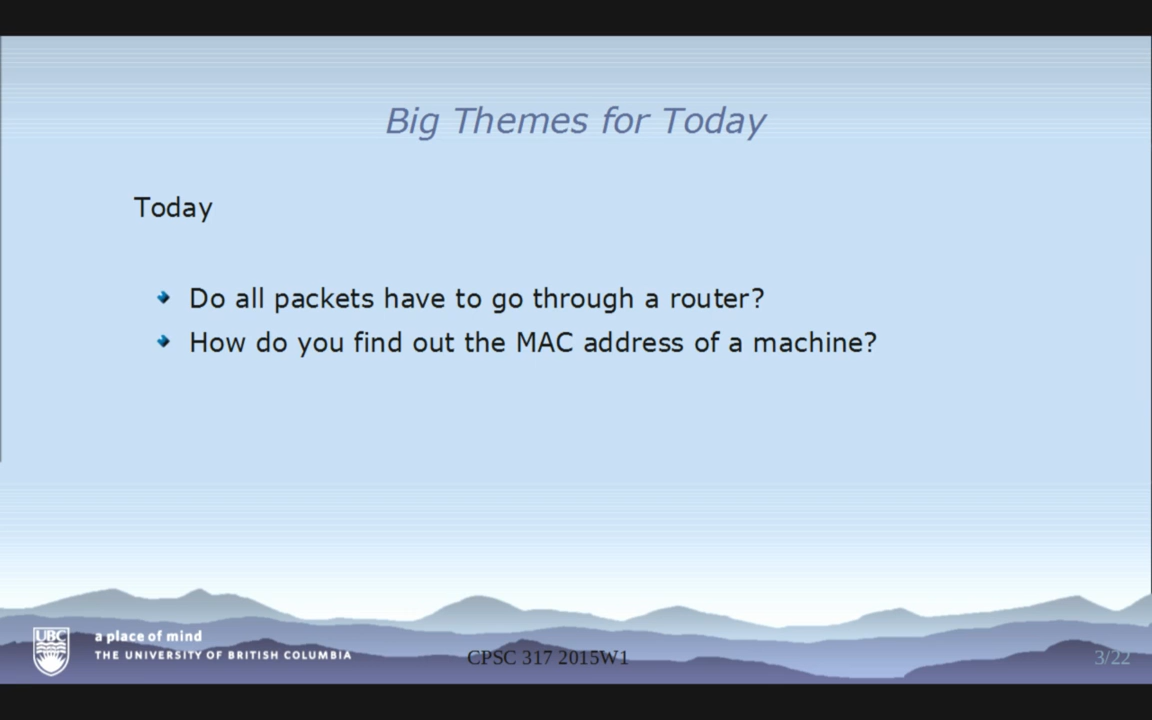 Big Themes for Today
Today
Do all packets have to go through a router?
How do you find out the MAC address of a machine?
UBC
a place of mind
THE UNIVERSITY OF BRITISH COLUMBIA
CPSC 317 2015W1
3/22